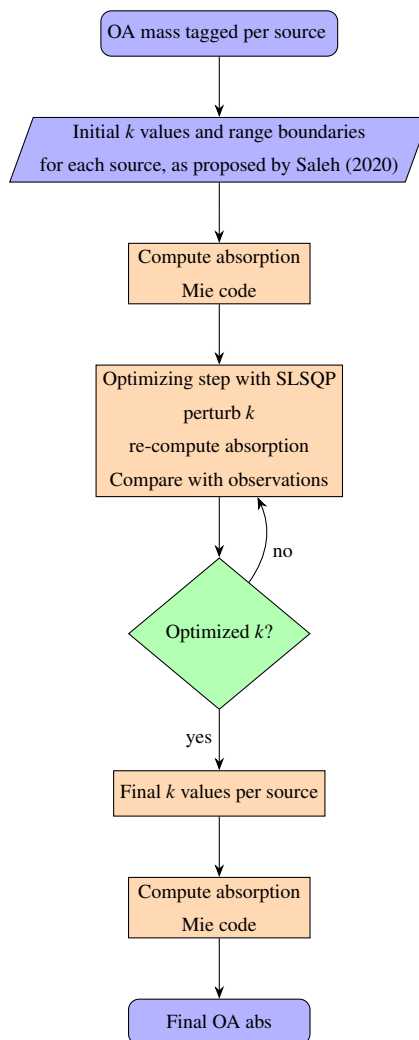 OA mass tagged per source
Initial k values and range boundaries
for each source, as proposed by Saleh (2020)
Compute absorption
Mie code
Optimizing step with SLSQP
perturb k
re-compute absorption
Compare with observations
no
Optimized k?
yes
Final k values per source
Compute absorption
Mie code
Final OA abs